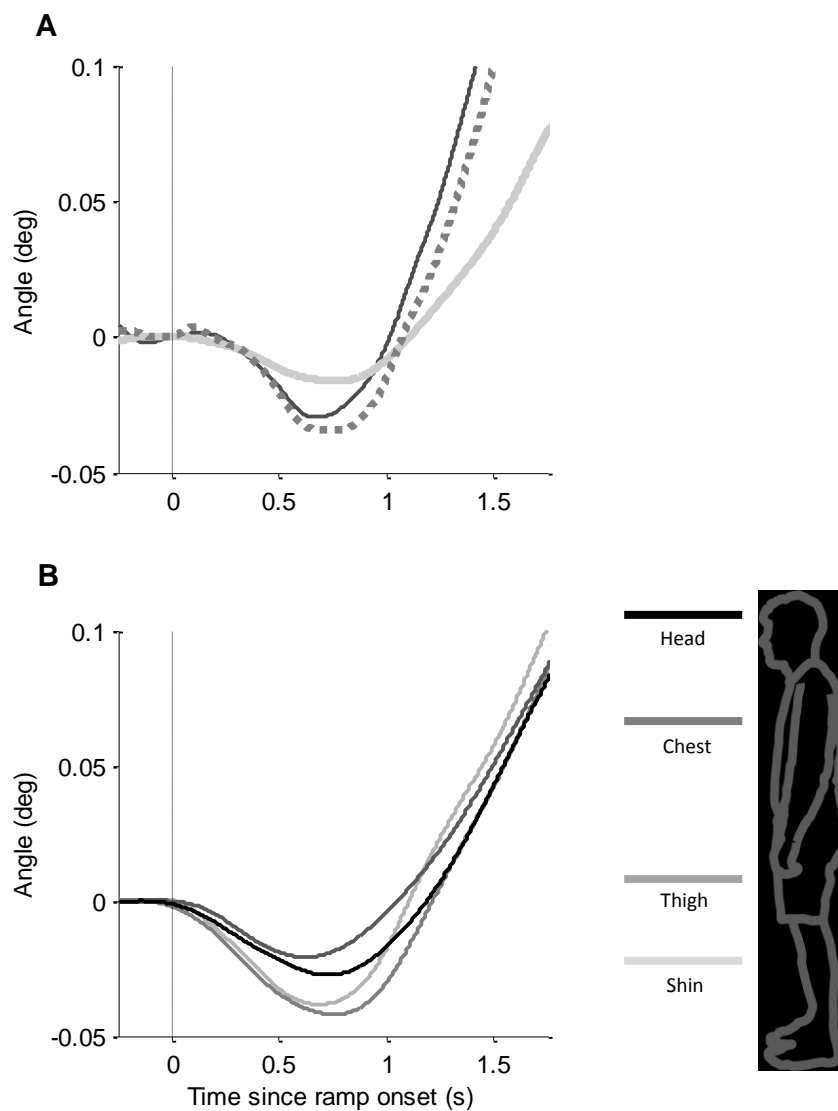 A
0.1
0.05
0
-0.05
Angle (deg)
0 0.5 1 1.5
B
0.1
0.05
0
-0.05
Angle (deg)
0 0.5 1 1.5
Time since ramp onset (s)
Head
Chest
Thigh
Shin